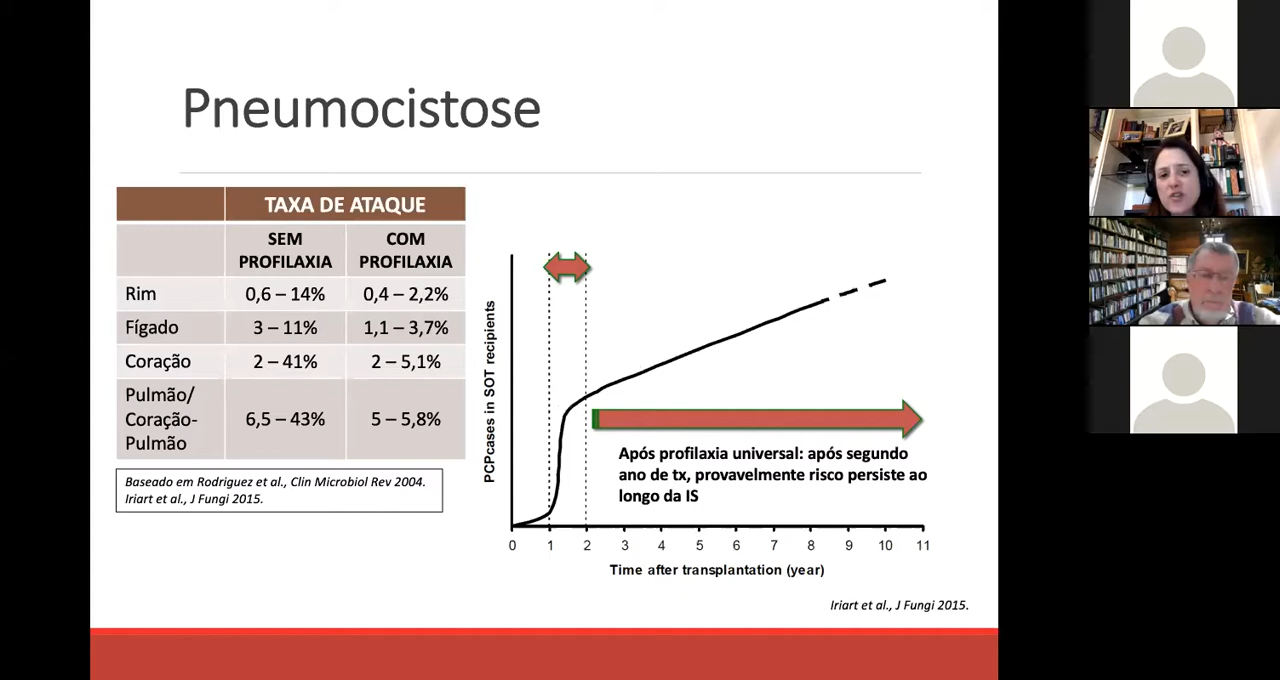 Pneumocistose
TAXA DE ATAQUE
SEM PROFILAXIA COM PROFILAXIA
Rim 0,6 – 14% 0,4 – 2,2%
Fígado 3 – 11% 1,1 – 3,7%
Coração 2 – 41% 2 – 5,1%
Pulmão/
Coração-
Pulmão 6,5 – 43% 5 – 5,8%
Baseado em Rodriguez et al., Clin Microbiol Rev 2004.
Iriart et al., J Fungi 2015.
PCPcases in SOT recipients
Após profilaxia universal: após segundo
ano de tx, provavelmente risco persiste ao
longo da IS
0 1 2 3 4 5 6 7 8 9 10 11
Time after transplantation (year)
Iriart et al., J Fungi 2015.